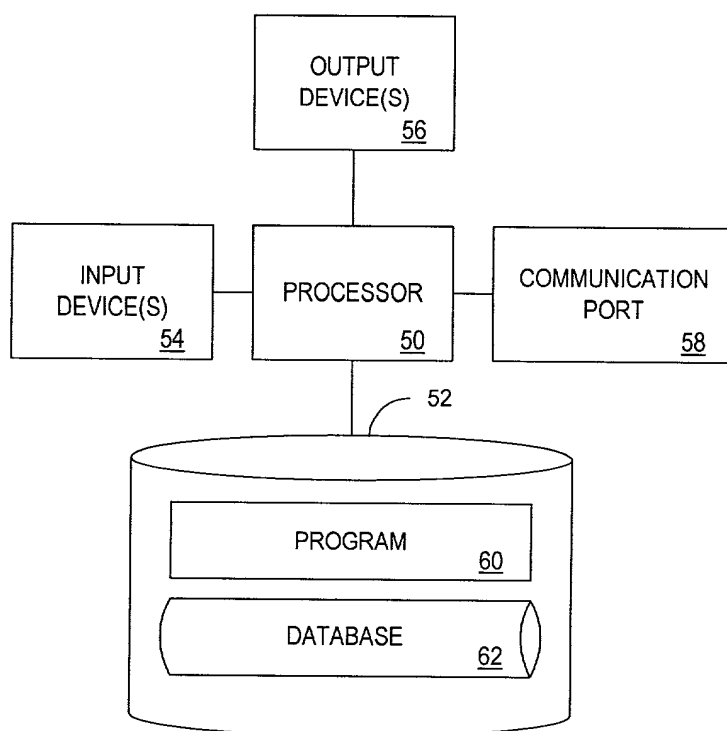 OUTPUT
DEVICE(S)
56
INPUT
DEVICE(S)
54
PROCESSOR
50
COMMUNICATION
PORT
58
52
PROGRAM
60
DATABASE
62